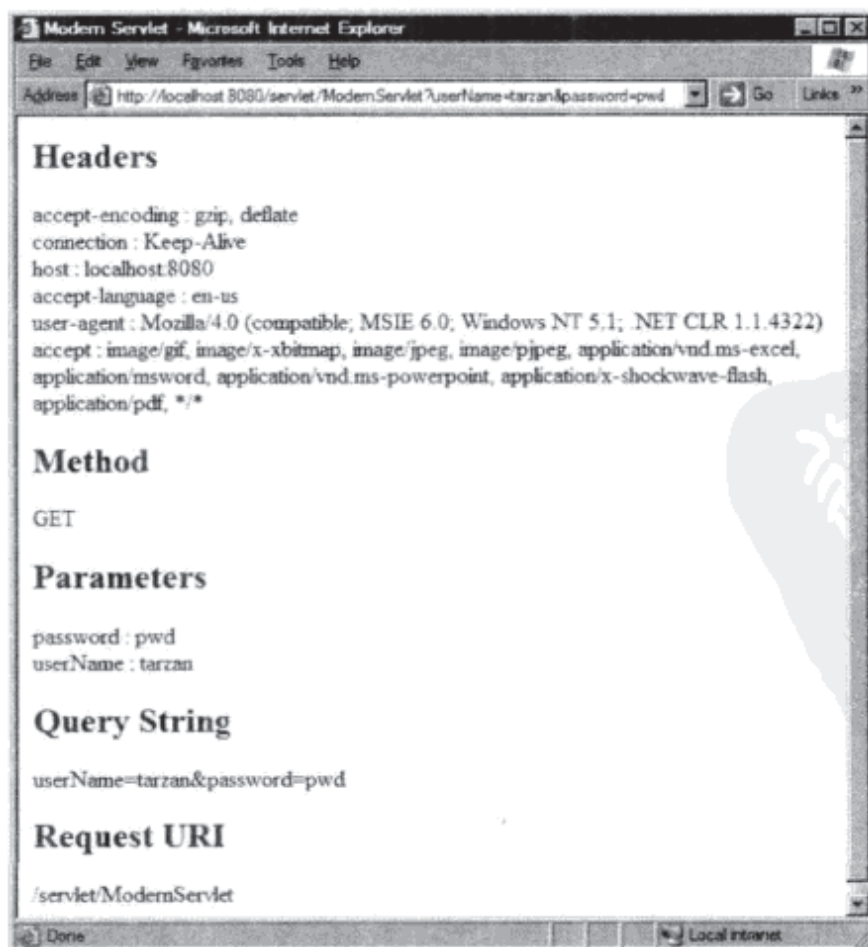 Modern Servlet - Microsoft Internet Explorer
File Edit View Favorites Tools Help
Address http://localhost:8080/servlet/ModernServlet?userName=tarzan&password=pwd Go Links »
Headers
accept-encoding : gzip, deflate
connection : Keep-Alive
host : localhost:8080
accept-language : en-us
user-agent : Mozilla/4.0 (compatible; MSIE 6.0; Windows NT 5.1; .NET CLR 1.1.4322)
accept : image/gif, image/x-xbitmap, image/jpeg, image/pjpeg, application/vnd.ms-excel,
application/msword, application/vnd.ms-powerpoint, application/x-shockwave-flash,
application/pdf, */*
Method
GET
Parameters
password : pwd
userName : tarzan
Query String
userName=tarzan&password=pwd
Request URI
/servlet/ModernServlet
Done Local intranet